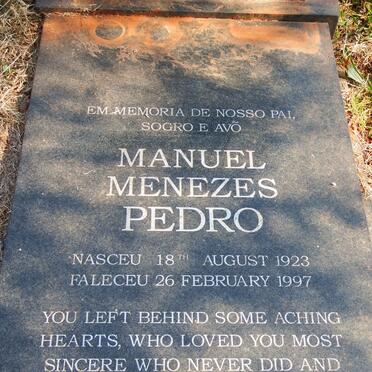 EM MEMORIA DE NOSSO PAI,
SOGRO E AVÕ
MANUEL
MENEZES
PEDRO
NASCEU 18TH AUGUST 1923
FALECEU 26 FEBRUARY 1997
YOU LEFT BEHIND SOME ACHING
HEARTS, WHO LOVED YOU MOST
SINCERE WHO NEVER DID AND